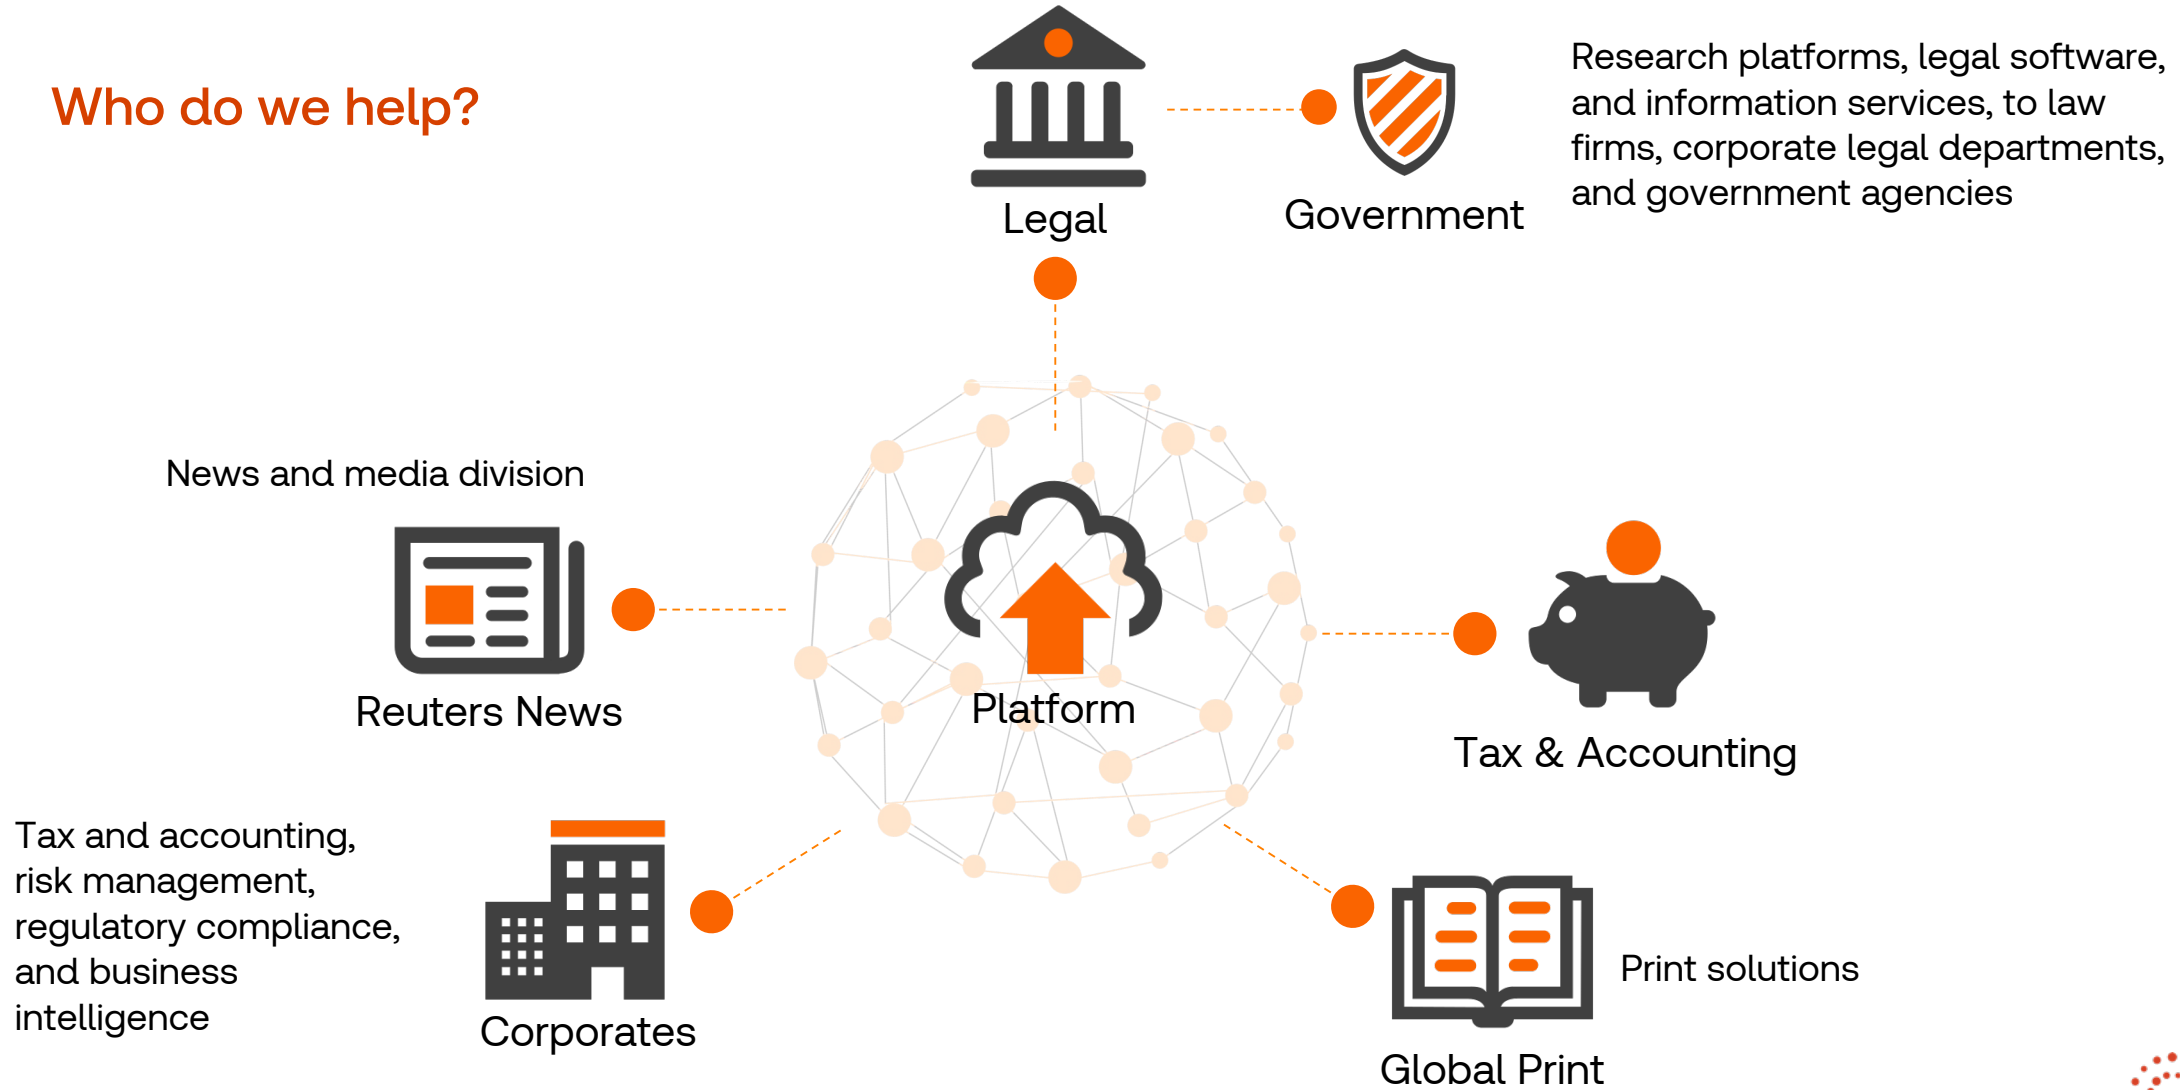 Who do we help?
Legal
Government
Research platforms, legal software,
and information services, to law
firms, corporate legal departments,
and government agencies
News and media division
Reuters News
Platform
Tax & Accounting
Tax and accounting,
risk management,
regulatory compliance,
and business
intelligence
Corporates
Print solutions
Global Print